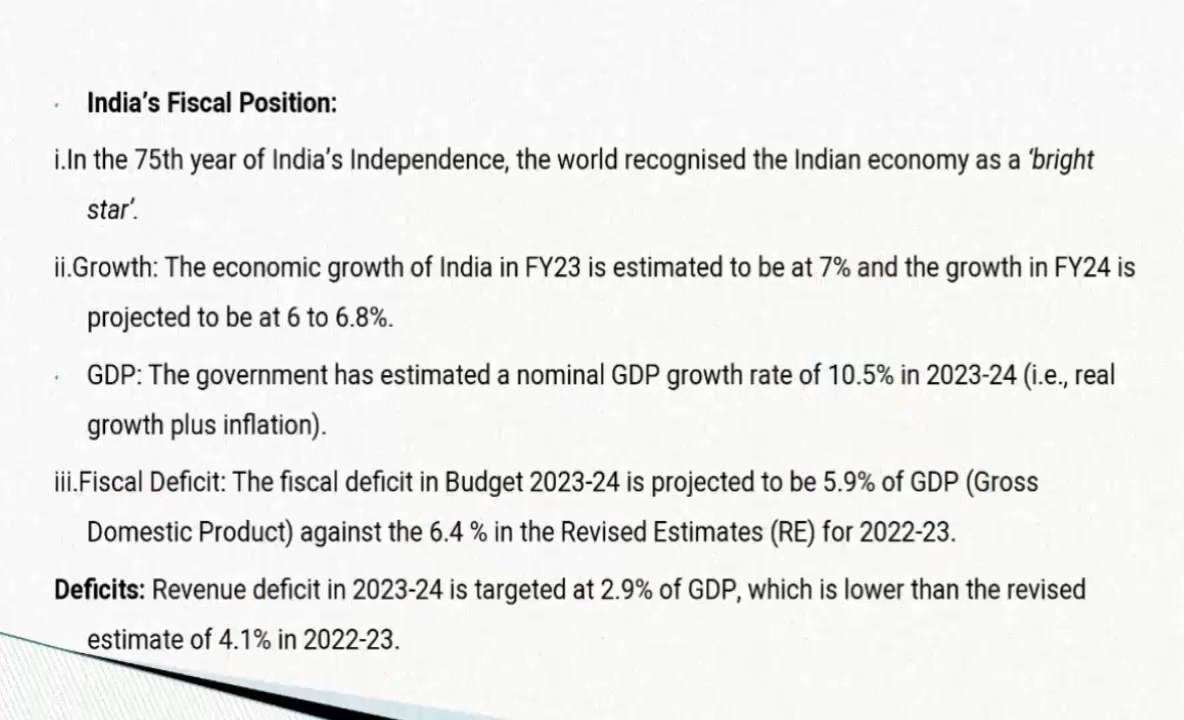 · India's Fiscal Position:
i.In the 75th year of India's Independence, the world recognised the Indian economy as a 'bright
star'.
ii.Growth: The economic growth of India in FY23 is estimated to be at 7% and the growth in FY24 is
projected to be at 6 to 6.8%.
· GDP: The government has estimated a nominal GDP growth rate of 10.5% in 2023-24 (i.e., real
growth plus inflation).
iii.Fiscal Deficit: The fiscal deficit in Budget 2023-24 is projected to be 5.9% of GDP (Gross
Domestic Product) against the 6.4 % in the Revised Estimates (RE) for 2022-23.
Deficits: Revenue deficit in 2023-24 is targeted at 2.9% of GDP, which is lower than the revised
estimate of 4.1% in 2022-23.